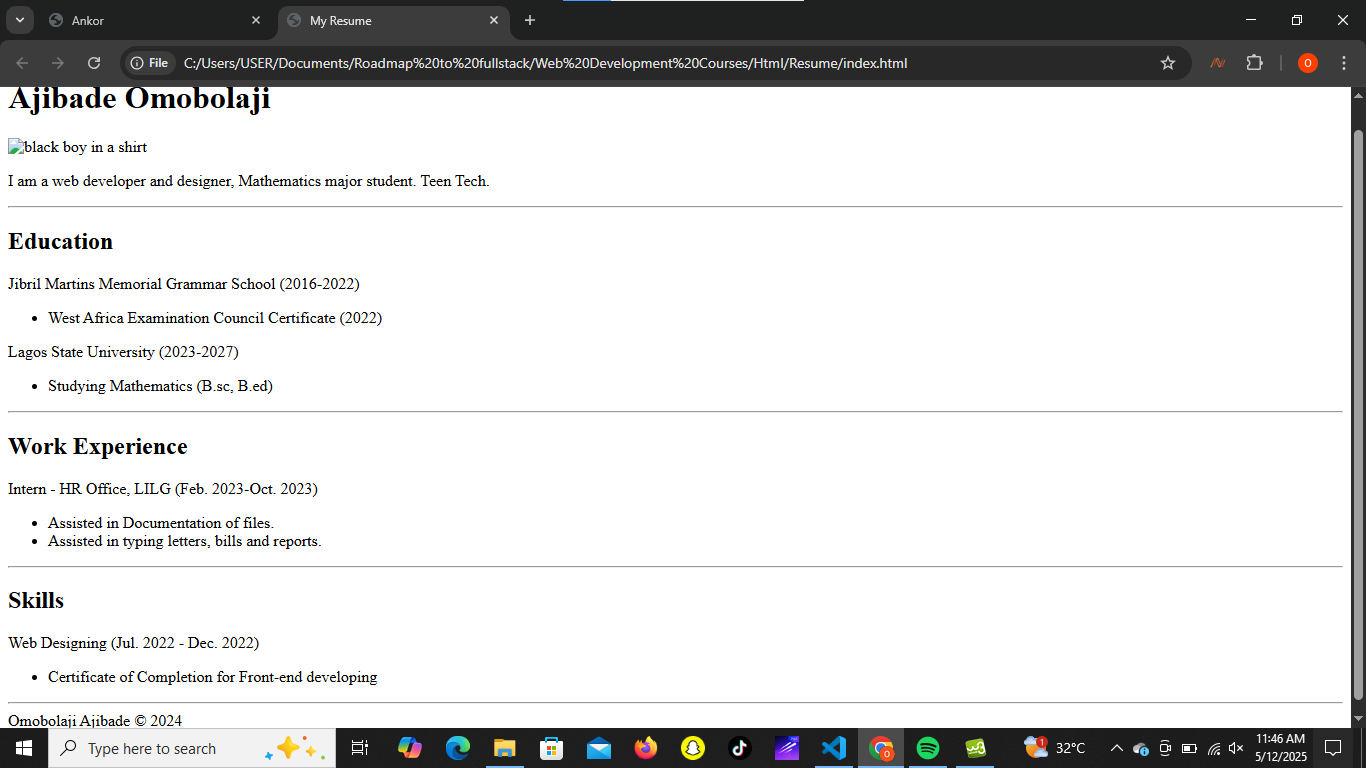 Ankor
My Resume
File
C:/Users/USER/Documents/Roadmap%20to%20fullstack/Web%20Development%20Courses/Html/Resume/index.html
O
Ajibade Omobolaji
black boy in a shirt
I am a web developer and designer, Mathematics major student. Teen Tech.
Education
Jibril Martins Memorial Grammar School (2016-2022)
• West Africa Examination Council Certificate (2022)
Lagos State University (2023-2027)
• Studying Mathematics (B.sc, B.ed)
Work Experience
Intern - HR Office, LILG (Feb. 2023-Oct. 2023)
• Assisted in Documentation of files.
• Assisted in typing letters, bills and reports.
Skills
Web Designing (Jul. 2022 - Dec. 2022)
• Certificate of Completion for Front-end developing
Omobolaji Ajibade © 2024
Type here to search
1
32°C
11:46 AM
5/12/2025